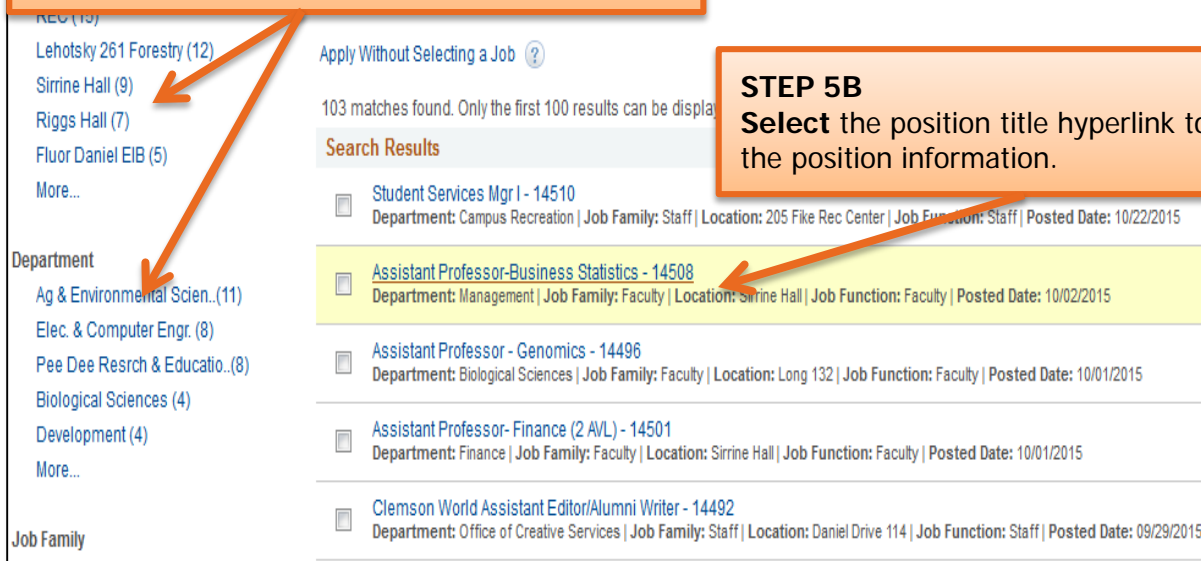 REC (15)
Lehotsky 261 Forestry (12)
Sirrine Hall (9)
Riggs Hall (7)
Fluor Daniel EIB (5)
More...
Department
Ag & Environmental Scien..(11)
Elec. & Computer Engr. (8)
Pee Dee Resrch & Educatio..(8)
Biological Sciences (4)
Development (4)
More...
Job Family
Apply Without Selecting a Job ?
103 matches found. Only the first 100 results can be display
Search Results
Student Services Mgr I - 14510
Department: Campus Recreation | Job Family: Staff | Location: 205 Fike Rec Center | Job Function: Staff | Posted Date: 10/22/2015
Assistant Professor-Business Statistics - 14508
Department: Management | Job Family: Faculty | Location: Sirrine Hall | Job Function: Faculty | Posted Date: 10/02/2015
Assistant Professor - Genomics - 14496
Department: Biological Sciences | Job Family: Faculty | Location: Long 132 | Job Function: Faculty | Posted Date: 10/01/2015
Assistant Professor- Finance (2 AVL) - 14501
Department: Finance | Job Family: Faculty | Location: Sirrine Hall | Job Function: Faculty | Posted Date: 10/01/2015
Clemson World Assistant Editor/Alumni Writer - 14492
Department: Office of Creative Services | Job Family: Staff | Location: Daniel Drive 114 | Job Function: Staff | Posted Date: 09/29/2015
STEP 5B
Select the position title hyperlink to
the position information.